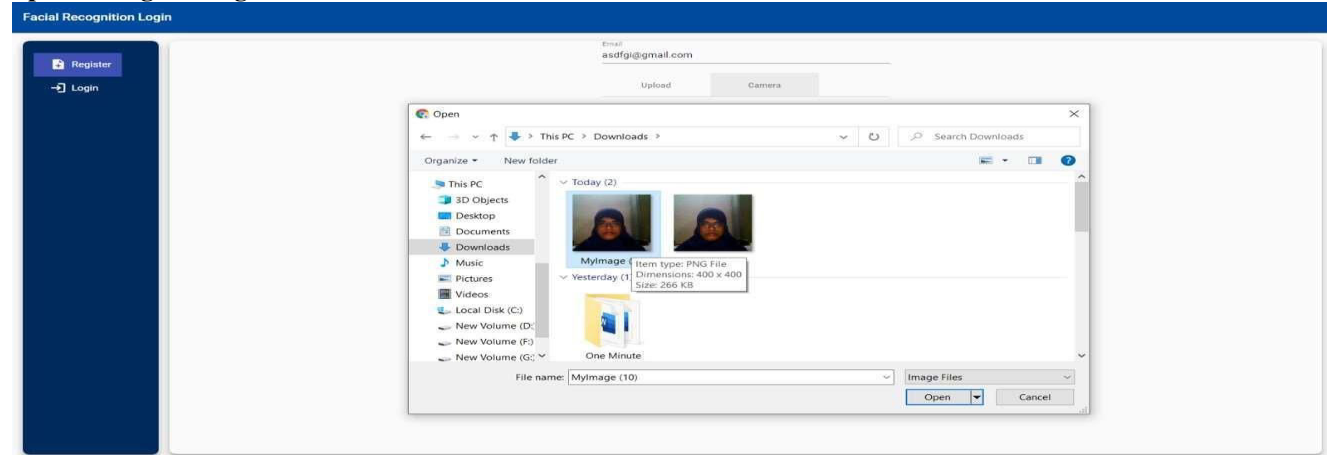 Facial Recognition Login
Register
Login
Email
asdfgi@gmail.com
Upload Camera
Open
This PC > Downloads >
Search Downloads
Organize New folder
This PC
3D Objects
Desktop
Documents
Downloads
Music
Pictures
Videos
Local Disk (C:)
New Volume (D:
New Volume (F:)
New Volume (G:
Today (2)
MyImage (
Item type: PNG File
Dimensions: 400 x 400
Size: 266 KB
Yesterday (1
One Minute
File name: MyImage (10) Image Files
Open Cancel